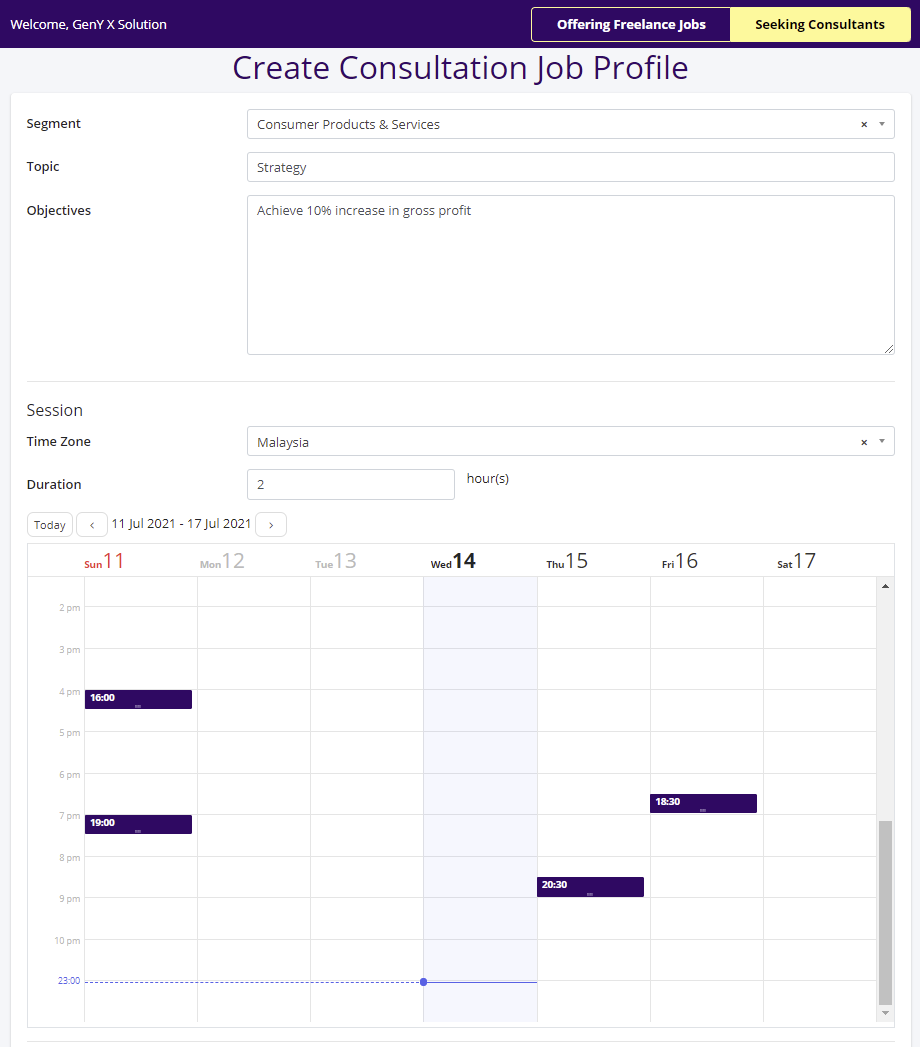 Welcome, GenY X Solution
Offering Freelance Jobs
Seeking Consultants
Create Consultation Job Profile
Segment
Consumer Products & Services
×
Topic
Strategy
Objectives
Achieve 10% increase in gross profit
Session
Time Zone
Malaysia
×
Duration
2
hour(s)
Today
‹
11 Jul 2021 - 17 Jul 2021
›
Sun 11 Mon 12 Tue 13 Wed 14 Thu 15 Fri 16 Sat 17
2 pm
3 pm
4 pm
16:00
5 pm
6 pm
18:30
7 pm
19:00
8 pm
20:30
9 pm
10 pm
23:00